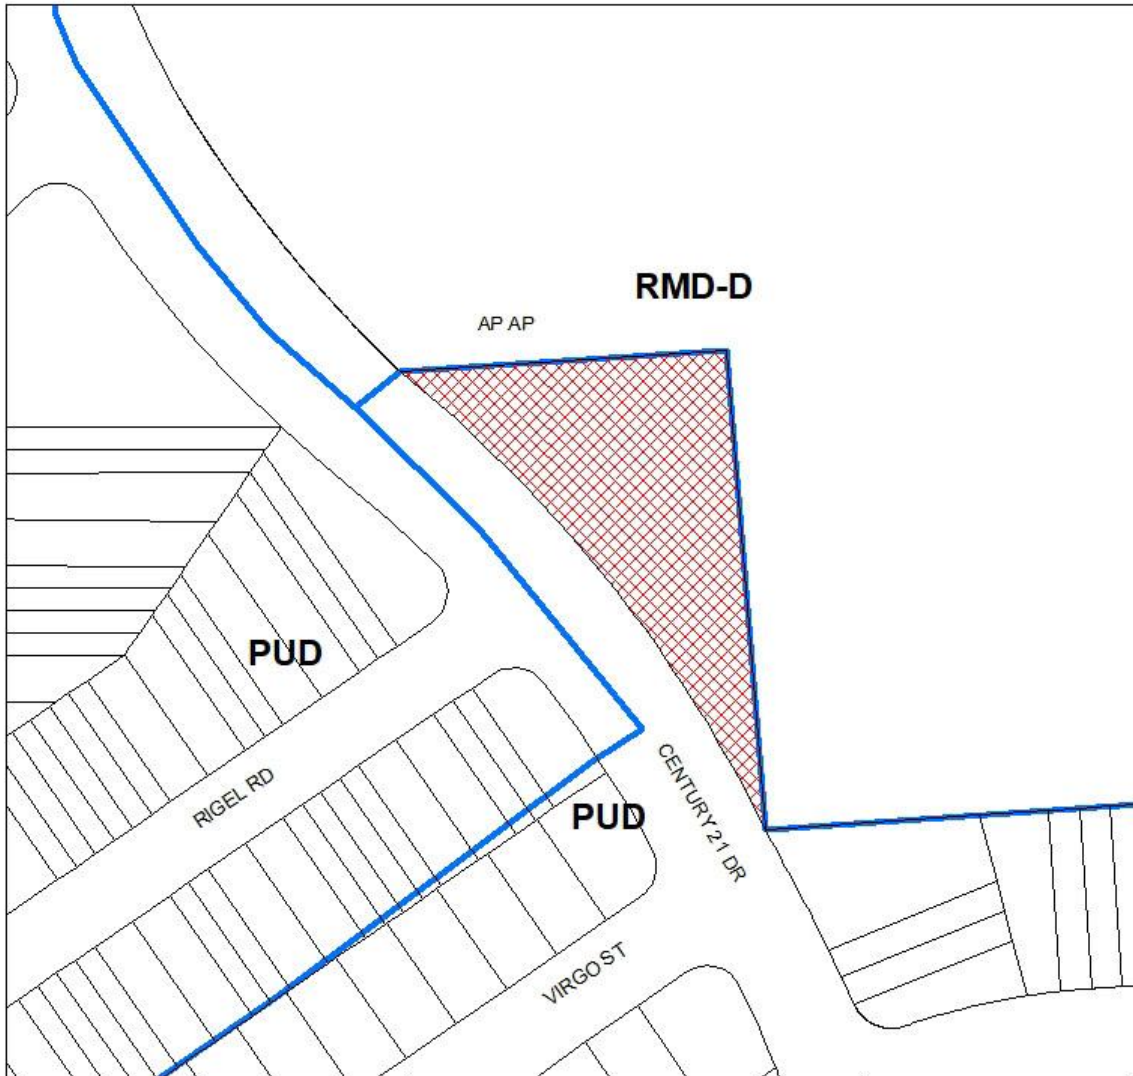 RMD-D
AP AP
PUD
RIGEL RD
PUD
CENTURY 21 DR
VIRGO ST